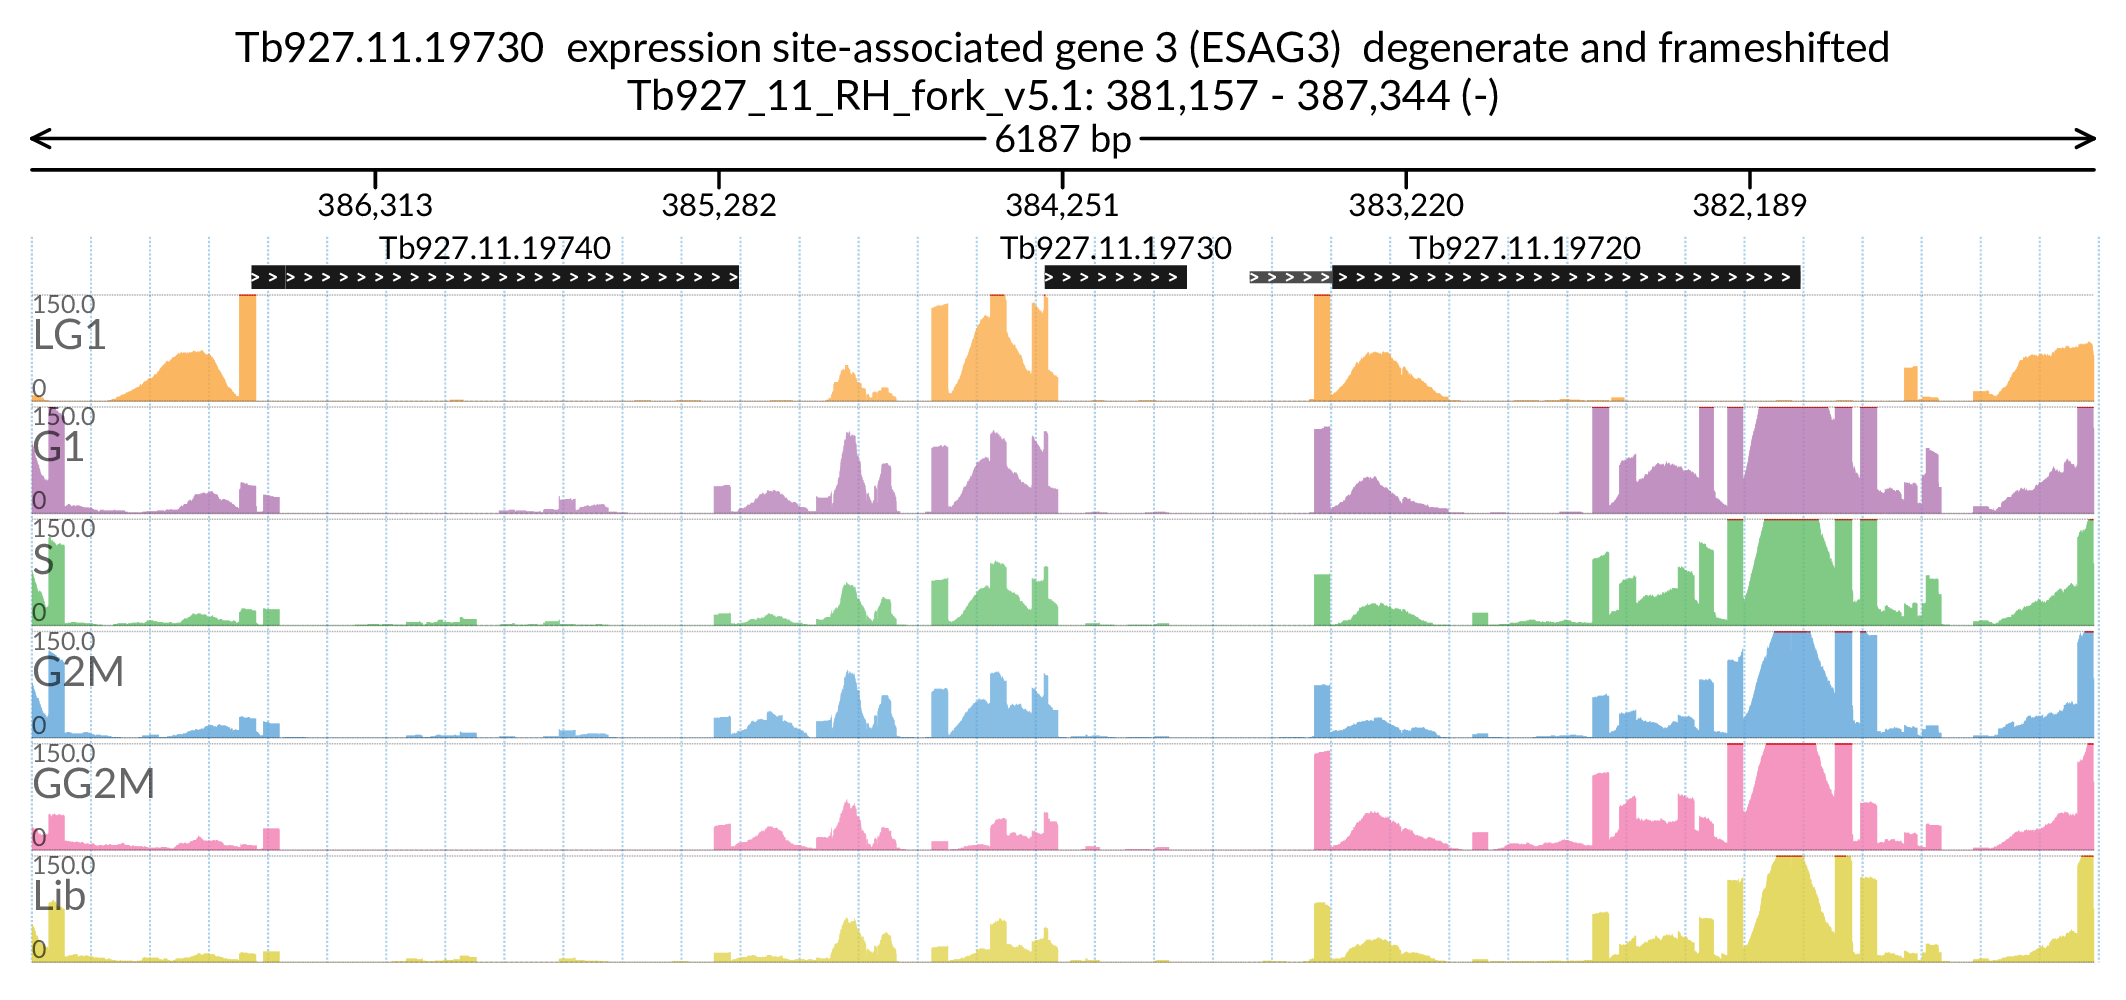 Tb927.11.19730  expression site-associated gene 3 (ESAG3)  degenerate and frameshifted
Tb927_11_RH_fork_v5.1: 381,157 - 387,344 (-)
6187 bp
386,313 385,282 384,251 383,220 382,189
Tb927.11.19740 Tb927.11.19730 Tb927.11.19720
150.0
LG1
0
150.0
G1
0
150.0
S
0
150.0
G2M
0
150.0
GG2M
0
150.0
Lib
0